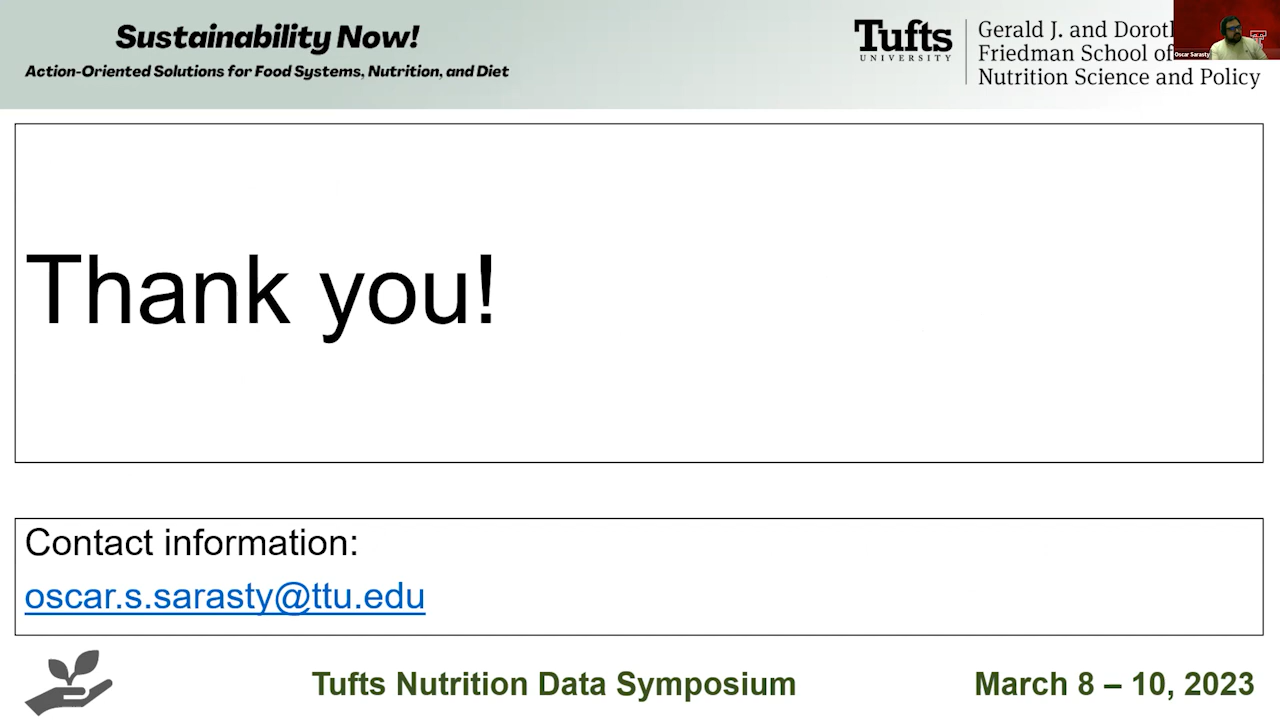 Sustainability Now!
Action-Oriented Solutions for Food Systems, Nutrition, and Diet
Tufts
UNIVERSITY
Gerald J. and
Friedman School of
Nutrition Science and Policy
Oscar Sarasty
Thank you!
Contact information:
oscar.s.sarasty@ttu.edu
Tufts Nutrition Data Symposium
March 8 – 10, 2023